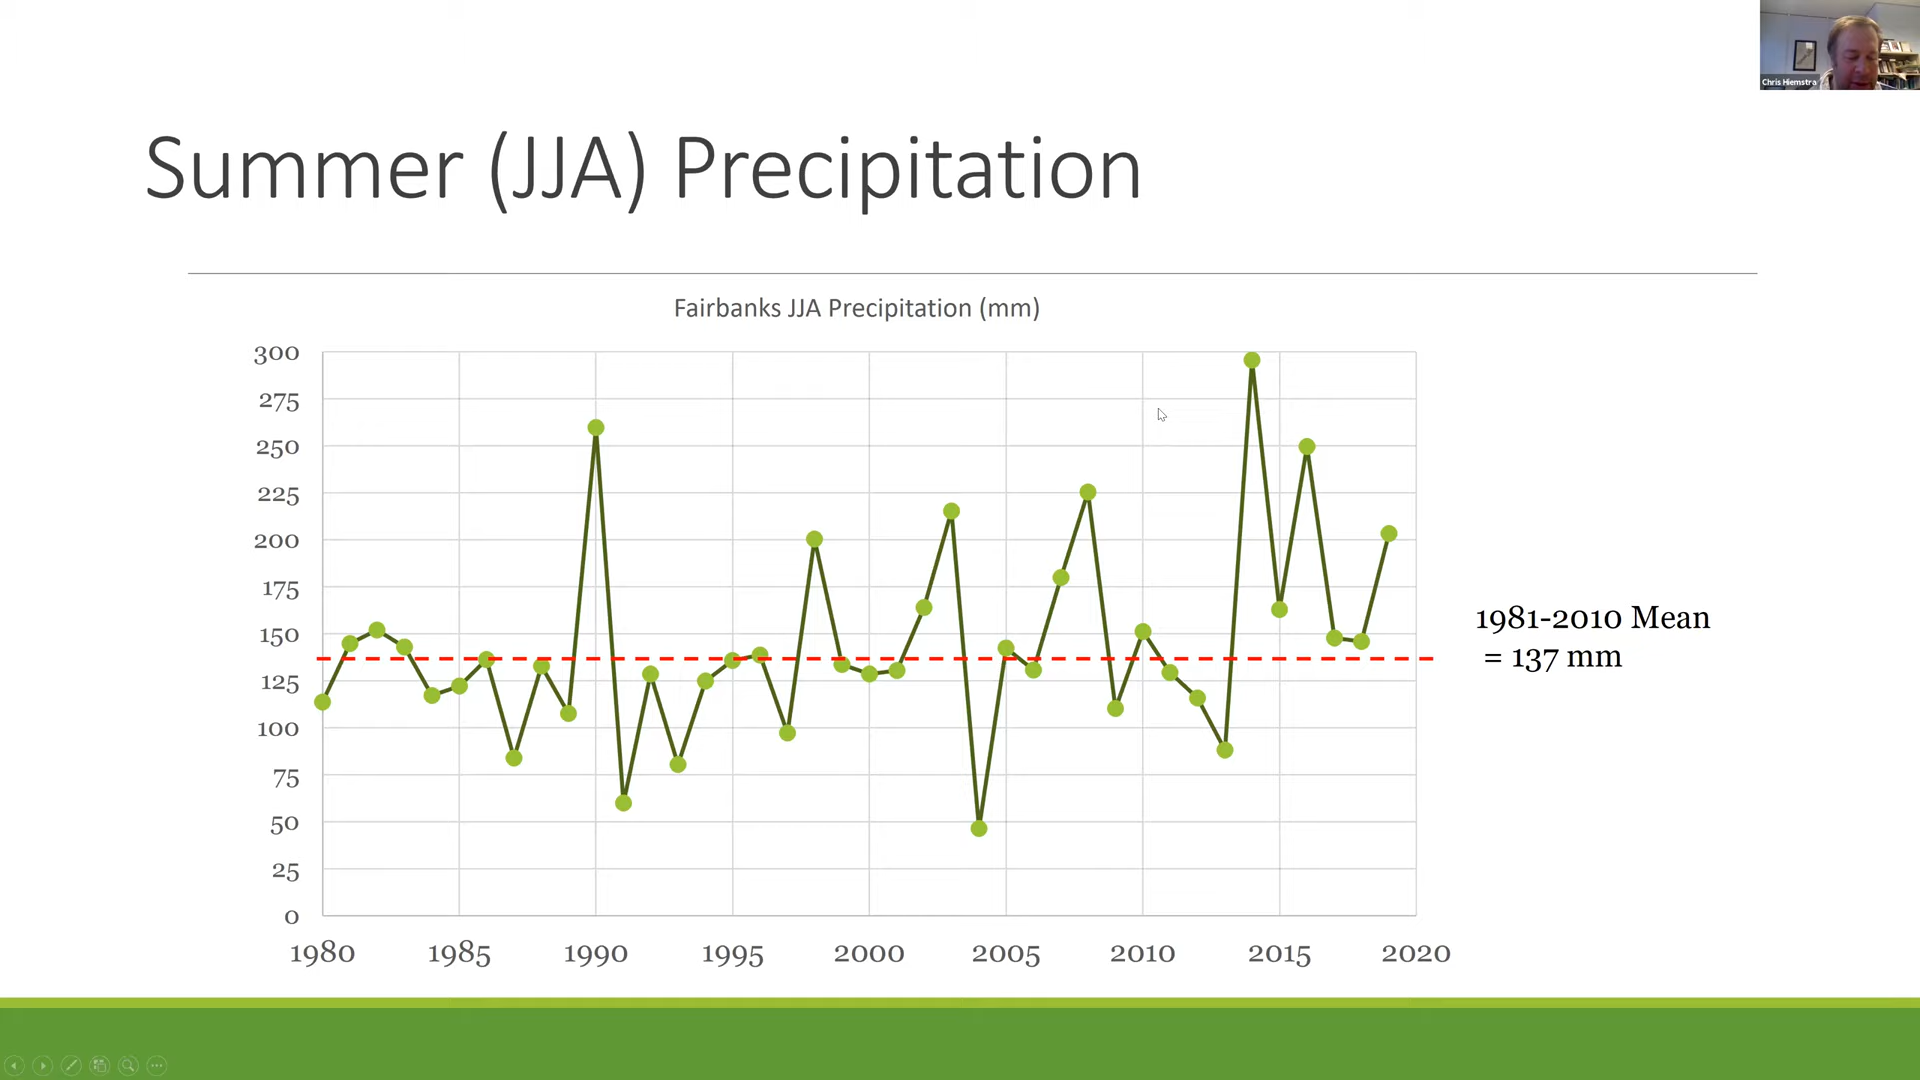 Chris Hiemstra
Summer (JJA) Precipitation
Fairbanks JJA Precipitation (mm)
300
275
250
225
200
175
150
125
100
75
50
25
0
1980 1985 1990 1995 2000 2005 2010 2015 2020
1981-2010 Mean
= 137 mm